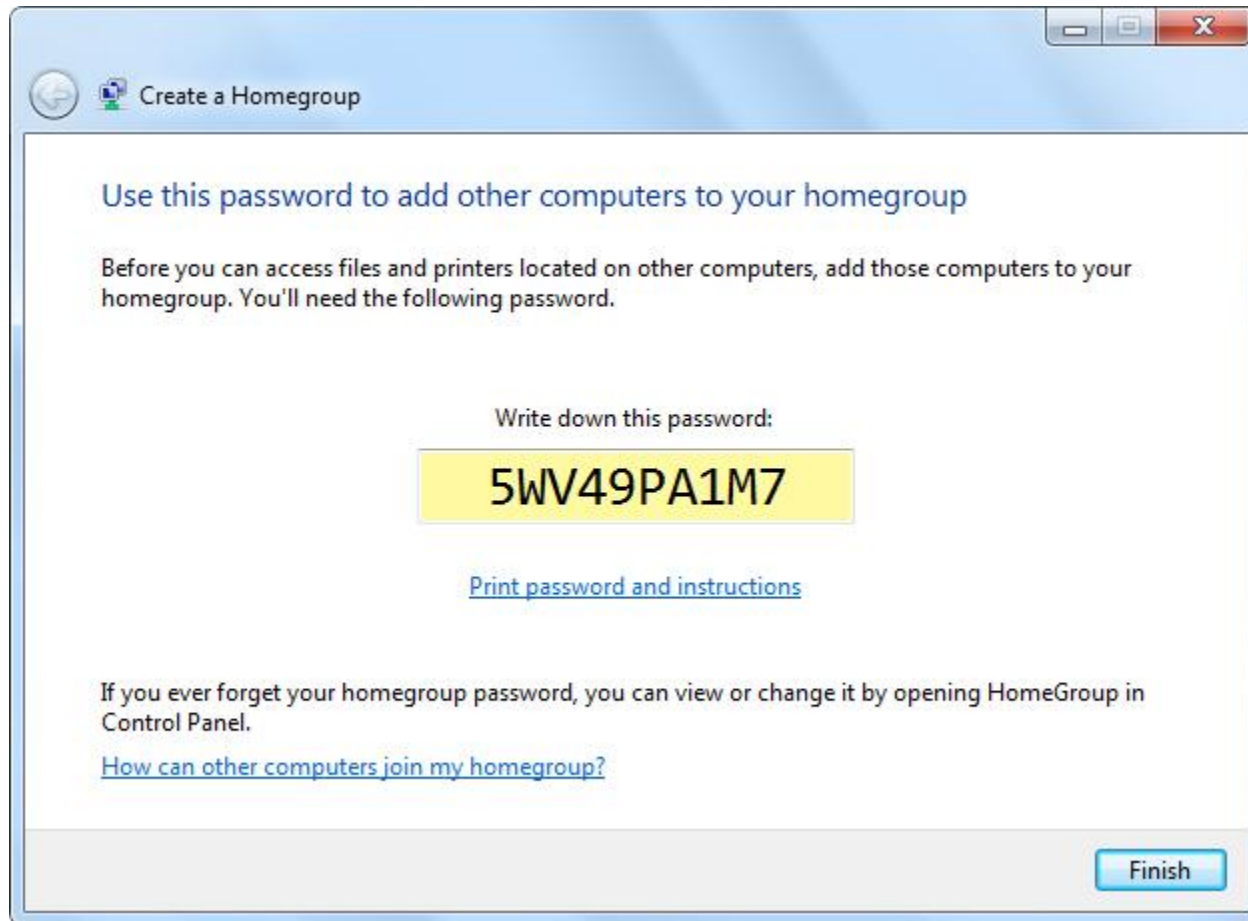 Create a Homegroup
Use this password to add other computers to your homegroup
Before you can access files and printers located on other computers, add those computers to your
homegroup. You'll need the following password.
Write down this password:
5WV49PA1M7
Print password and instructions
If you ever forget your homegroup password, you can view or change it by opening HomeGroup in
Control Panel.
How can other computers join my homegroup?
Finish